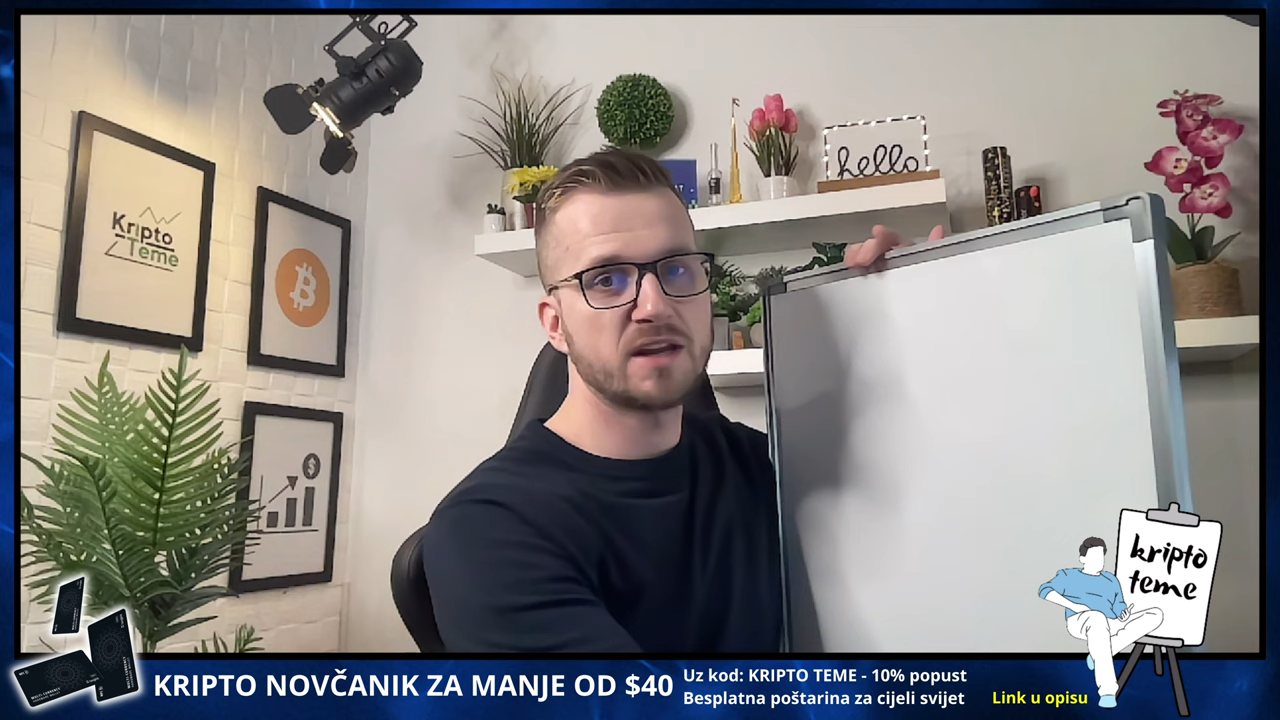 Kripto
Teme
hello
kripto
teme
KRIPTO NOVČANIK ZA MANJE OD $40
Uz kod: KRIPTO TEME - 10% popust
Besplatna poštarina za cijeli svijet
Link u opisu